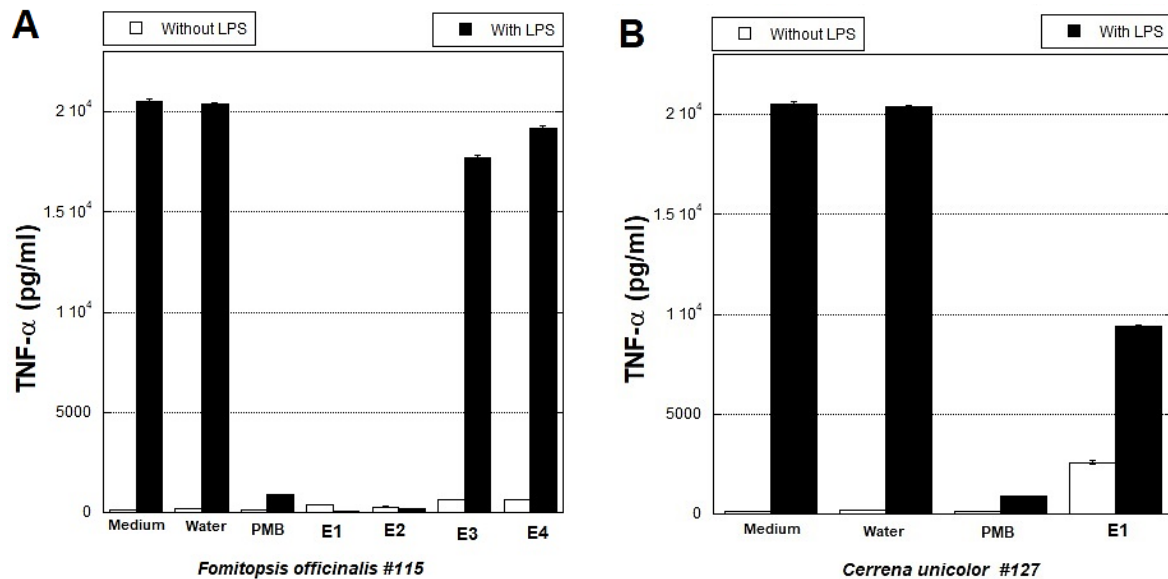 A
Without LPS
With LPS
TNF-α (pg/ml)
2 10⁴
1.5 10⁴
1 10⁴
5000
0
Medium Water PMB E1 E2 E3 E4
Fomitopsis officinalis #115
B
Without LPS
With LPS
TNF-α (pg/ml)
2 10⁴
1.5 10⁴
1 10⁴
5000
0
Medium Water PMB E1
Cerrena unicolor #127